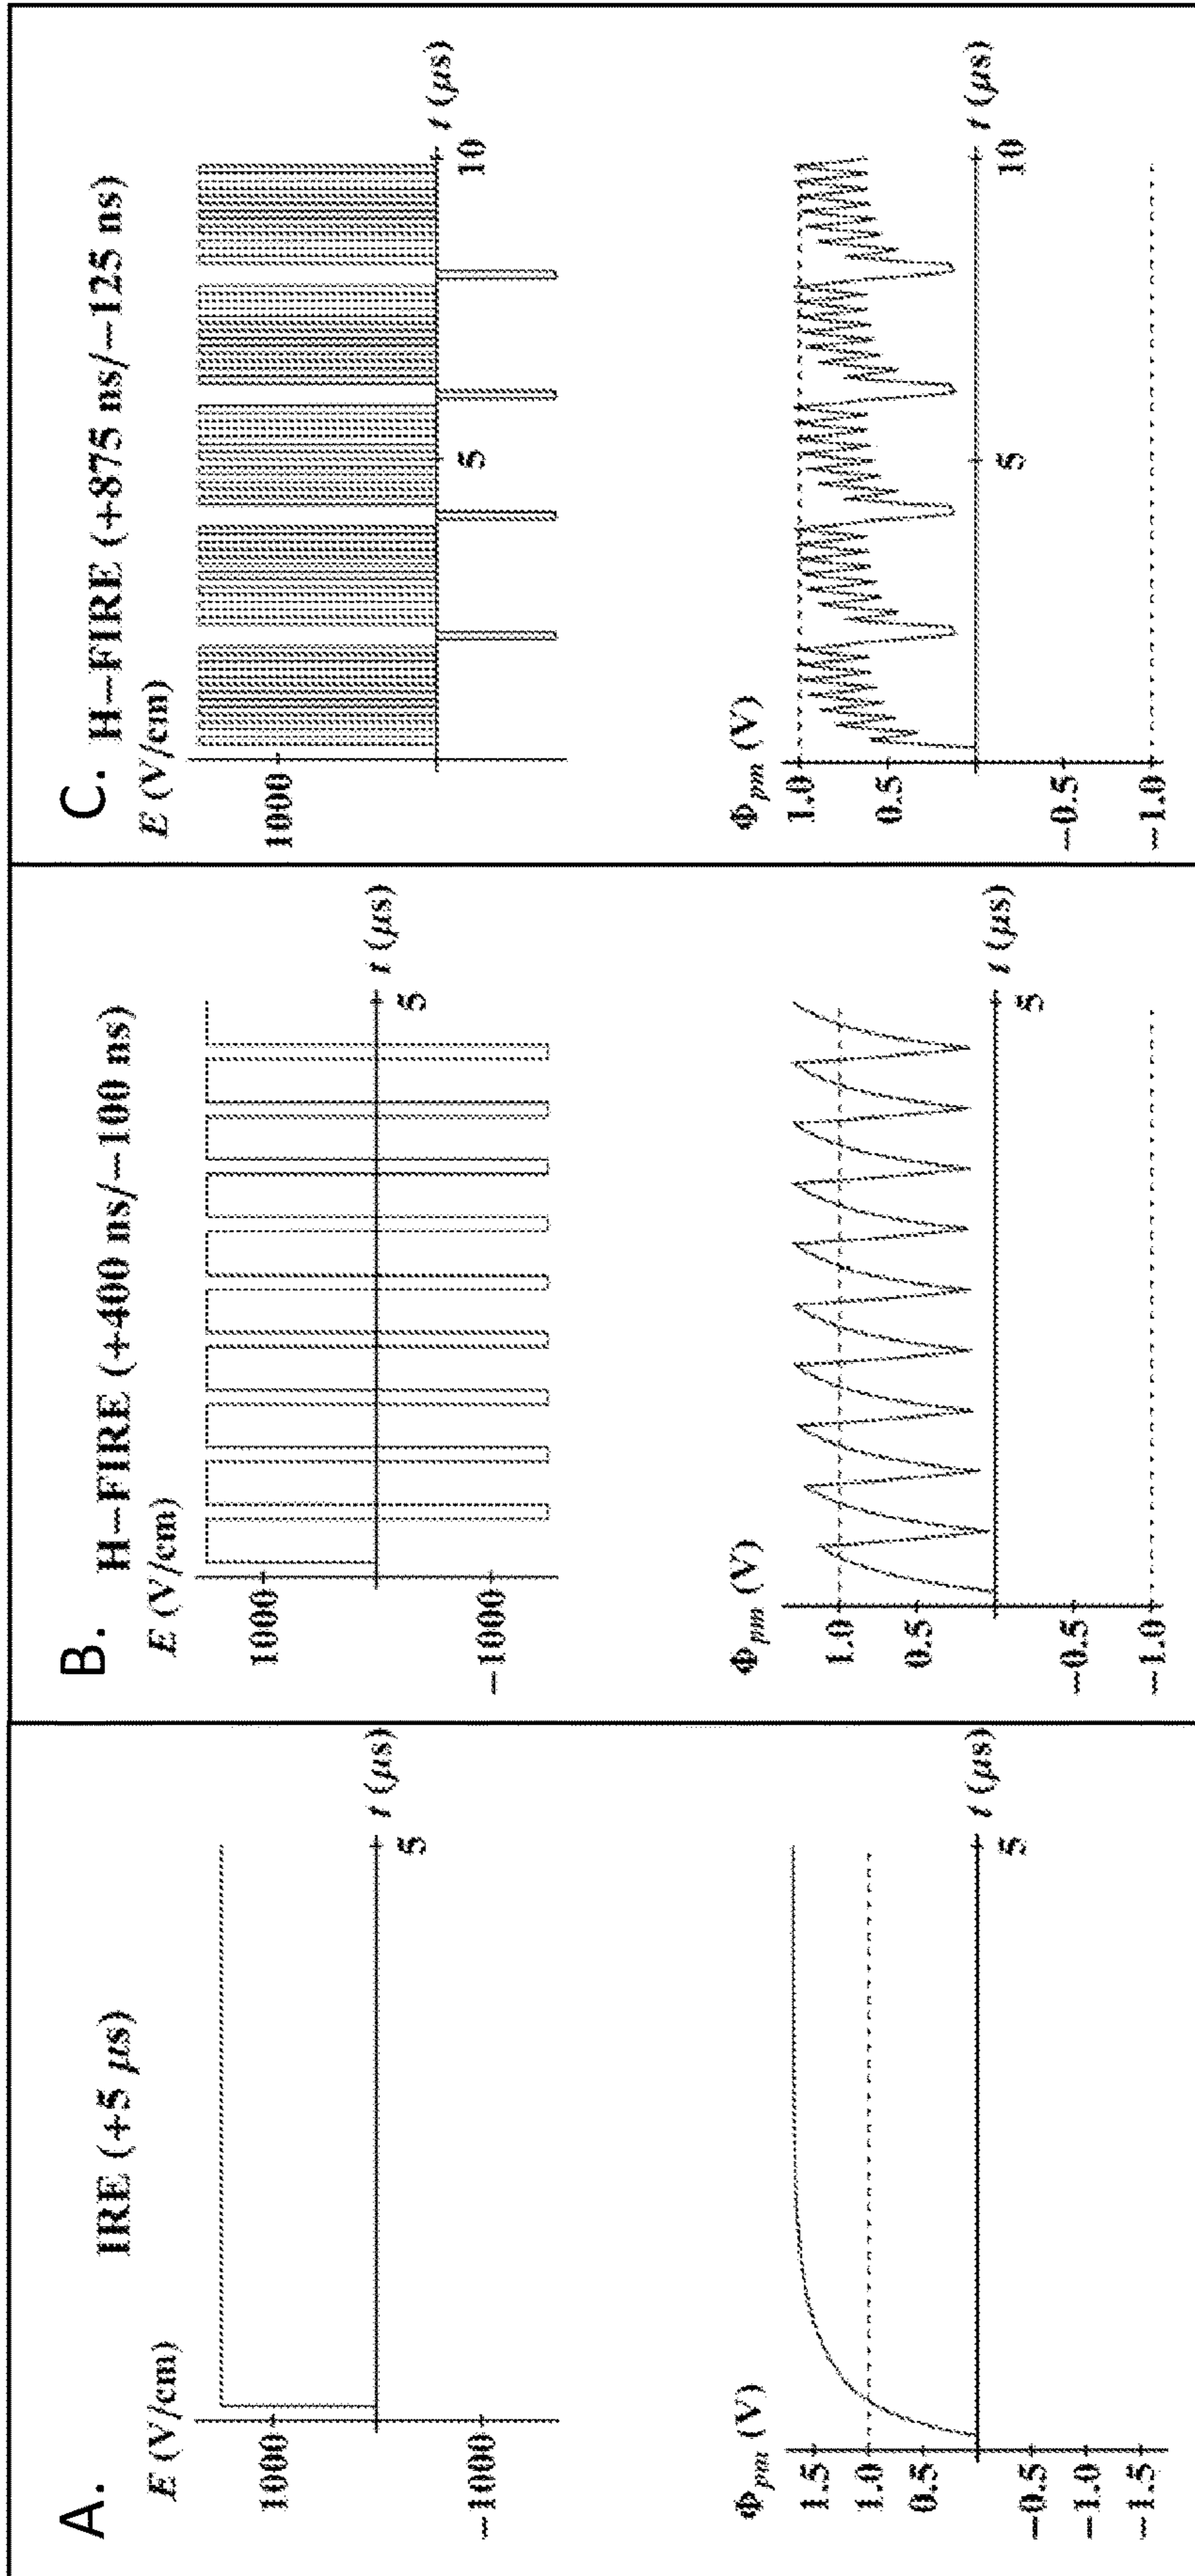 A.
IRE (+5 μs)
E (V/cm)
1000
−1000
5
t (μs)
Φpm (V)
1.5
1.0
0.5
−0.5
−1.0
−1.5
5
t (μs)
B.
H−FIRE (+400 ns/−100 ns)
E (V/cm)
1000
−1000
5
t (μs)
Φpm (V)
1.0
0.5
−0.5
−1.0
5
t (μs)
C.
H−FIRE (+875 ns/−125 ns)
E (V/cm)
1000
5
10
t (μs)
Φpm (V)
1.0
0.5
−0.5
−1.0
5
10
t (μs)